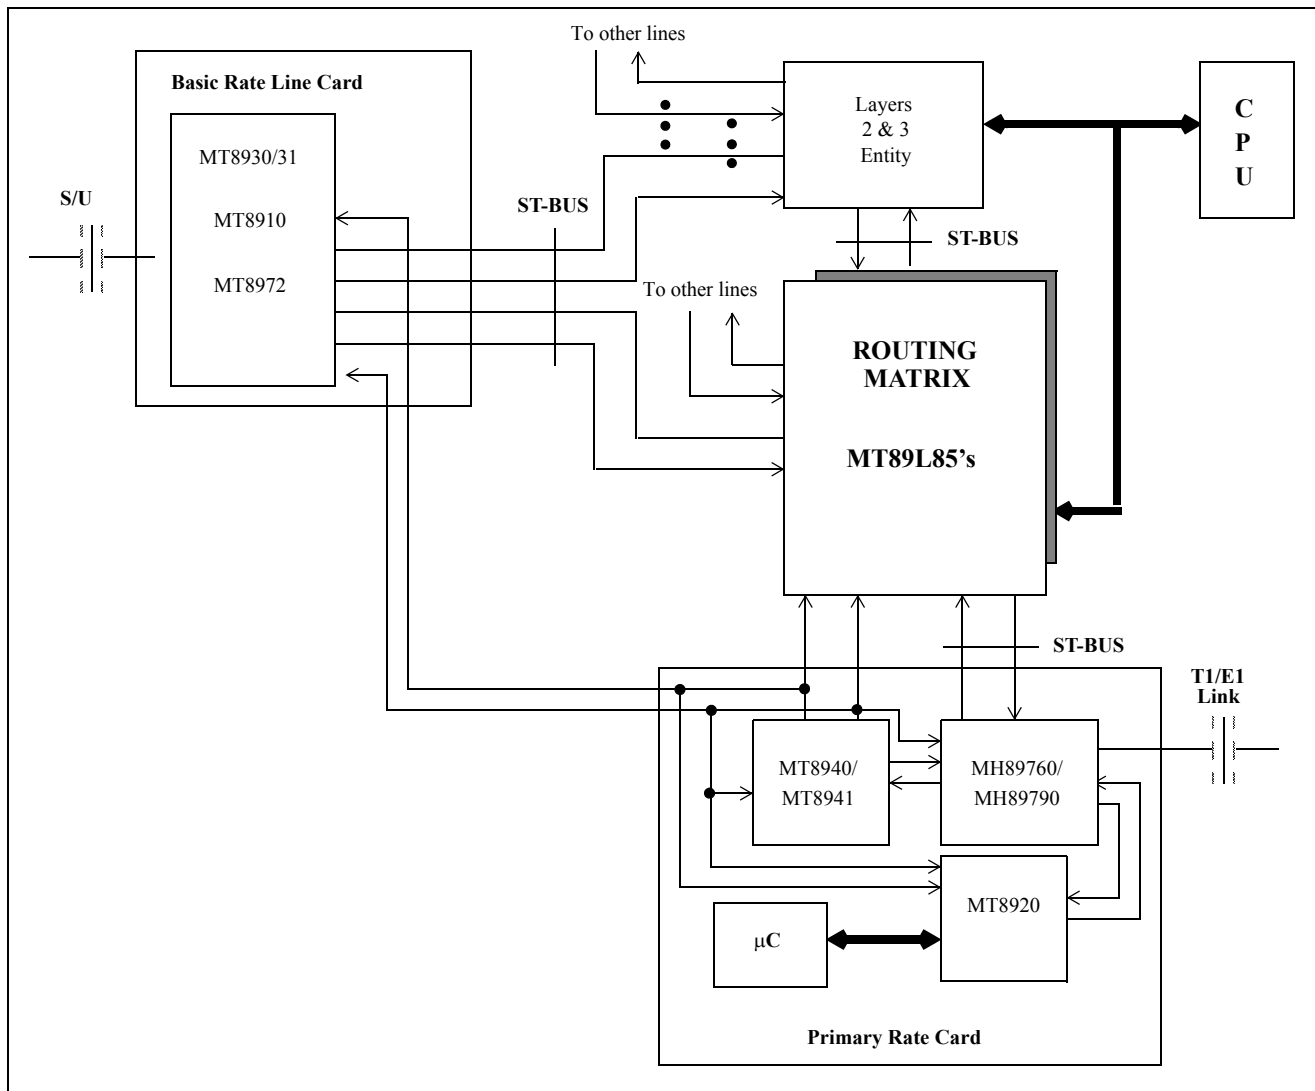 To other lines
Basic Rate Line Card
MT8930/31
MT8910
MT8972
S/U
ST-BUS
Layers
2 & 3
Entity
C
P
U
ST-BUS
To other lines
ROUTING
MATRIX
MT89L85's
ST-BUS
T1/E1
Link
MT8940/
MT8941
MH89760/
MH89790
MT8920
µC
Primary Rate Card